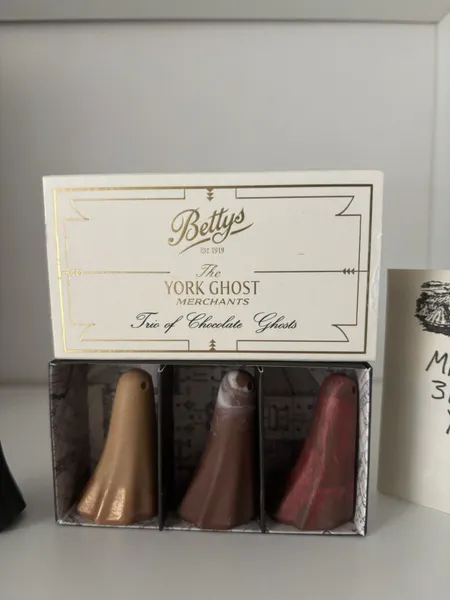 Bettys
EST. 1919
The
YORK GHOST
MERCHANTS
Trio of Chocolate Ghosts